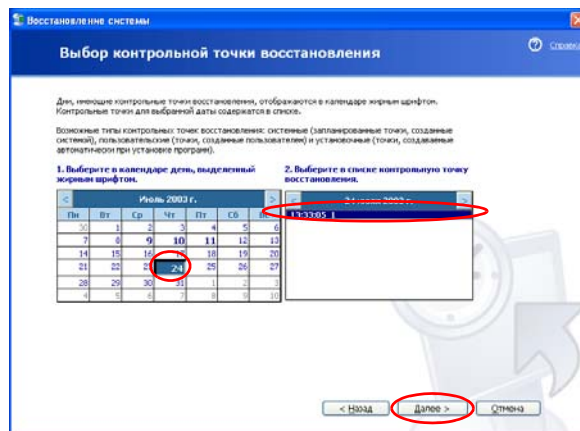 Восстановление системы
Выбор контрольной точки восстановления
Справка
Дни, имеющие контрольные точки восстановления, отображаются в календаре жирным шрифтом.
Контрольные точки для выбранной даты содержатся в списке.
Возможные типы контрольных точек восстановления: системные (запланированные точки, созданные
системой), пользовательские (точки, созданные пользователем) и установочные (точки, создаваемые
автоматически при установке программ).
1. Выберите в календаре день, выделенный
жирным шрифтом.
2. Выберите в списке контрольную точку
восстановления.
< Июль 2003 г. >
Пн Вт Ср Чт Пт Сб Вс
30 1 2 3 4 5 6
7 8 9 10 11 12 13
14 15 16 17 18 19 20
21 22 23 24 25 26 27
28 29 30 31 1 2 3
4 5 6 7 8 9 10
< 24 июля 2003 г. >
13:33:05 1
< Назад
Далее >
Отмена